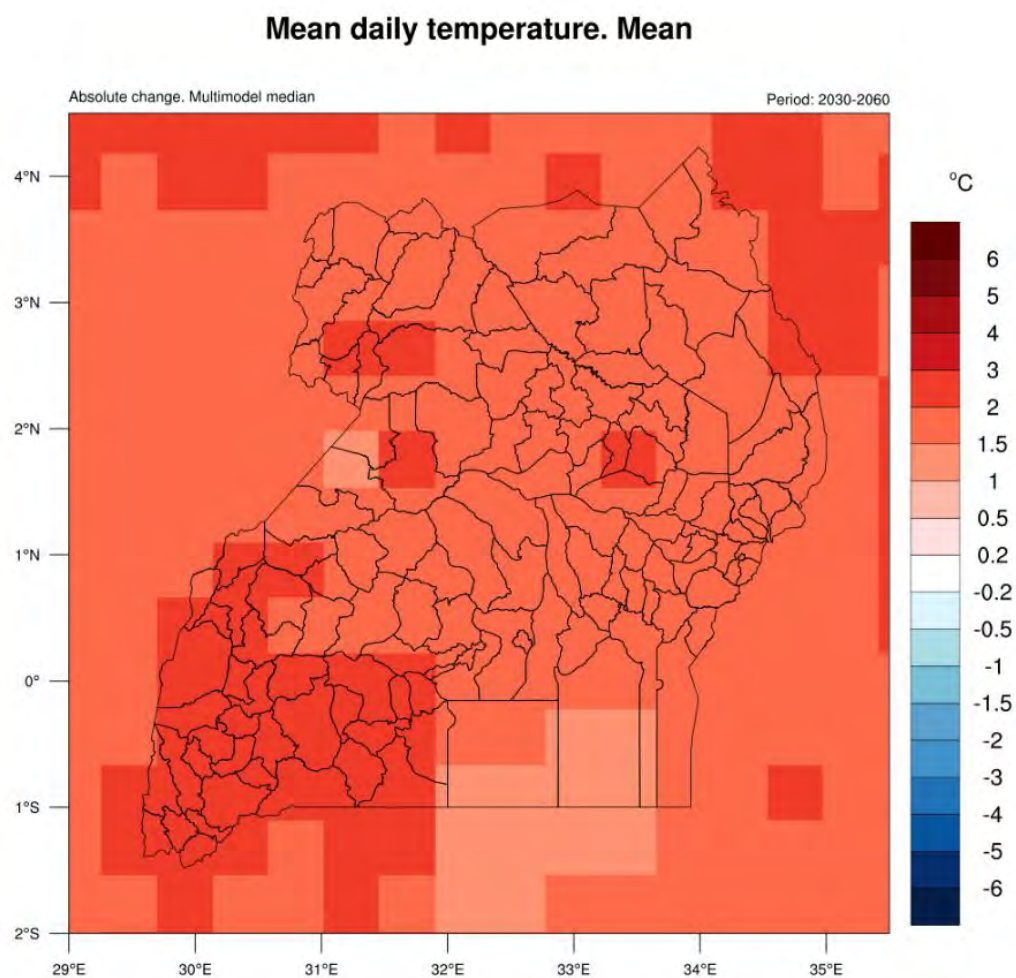 Mean daily temperature. Mean
Absolute change. Multimodel median
Period: 2030-2060
4°N
3°N
2°N
1°N
0°
1°S
2°S
29°E
30°E
31°E
32°E
33°E
34°E
35°E
°C
6
5
4
3
2
1.5
1
0.5
0.2
-0.2
-0.5
-1
-1.5
-2
-3
-4
-5
-6